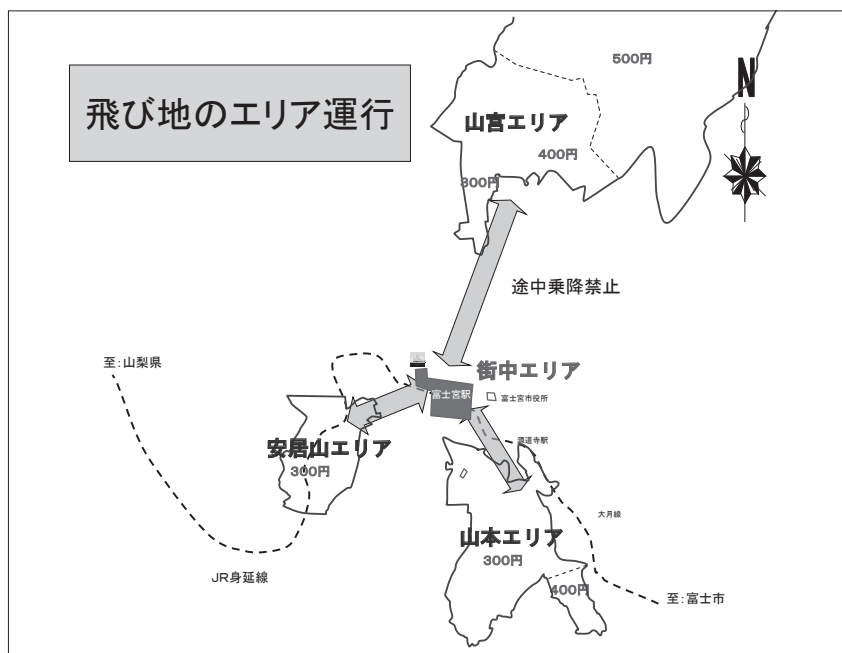 飛び地のエリア運行
500円
N
山宮エリア
400円
300円
途中乗降禁止
至:山梨県
街中エリア
富士宮駅
富士宮市役所
源道寺駅
安居山エリア
300円
大月線
山本エリア
300円
JR身延線
400円
至:富士市